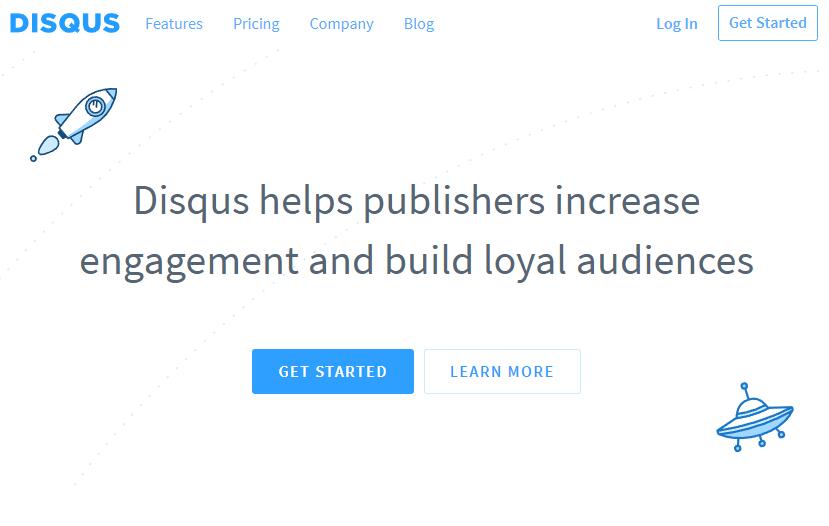 DISQUS Features Pricing Company Blog Log In Get Started
Disqus helps publishers increase
engagement and build loyal audiences
GET STARTED LEARN MORE